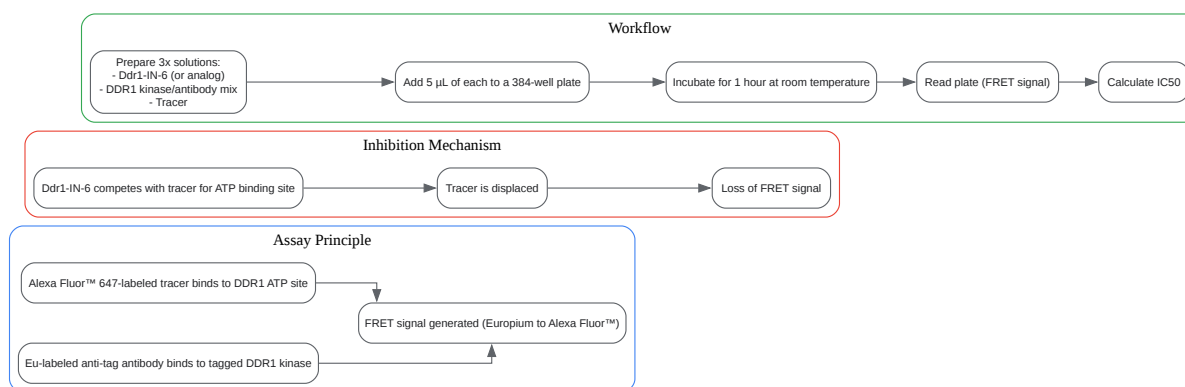 Workflow
Prepare 3x solutions:
- Ddr1-IN-6 (or analog)
- DDR1 kinase/antibody mix
- Tracer
Add 5 µL of each to a 384-well plate
Incubate for 1 hour at room temperature
Read plate (FRET signal)
Calculate IC50
Inhibition Mechanism
Ddr1-IN-6 competes with tracer for ATP binding site
Tracer is displaced
Loss of FRET signal
Assay Principle
Alexa Fluor™ 647-labeled tracer binds to DDR1 ATP site
FRET signal generated (Europium to Alexa Fluor™)
Eu-labeled anti-tag antibody binds to tagged DDR1 kinase